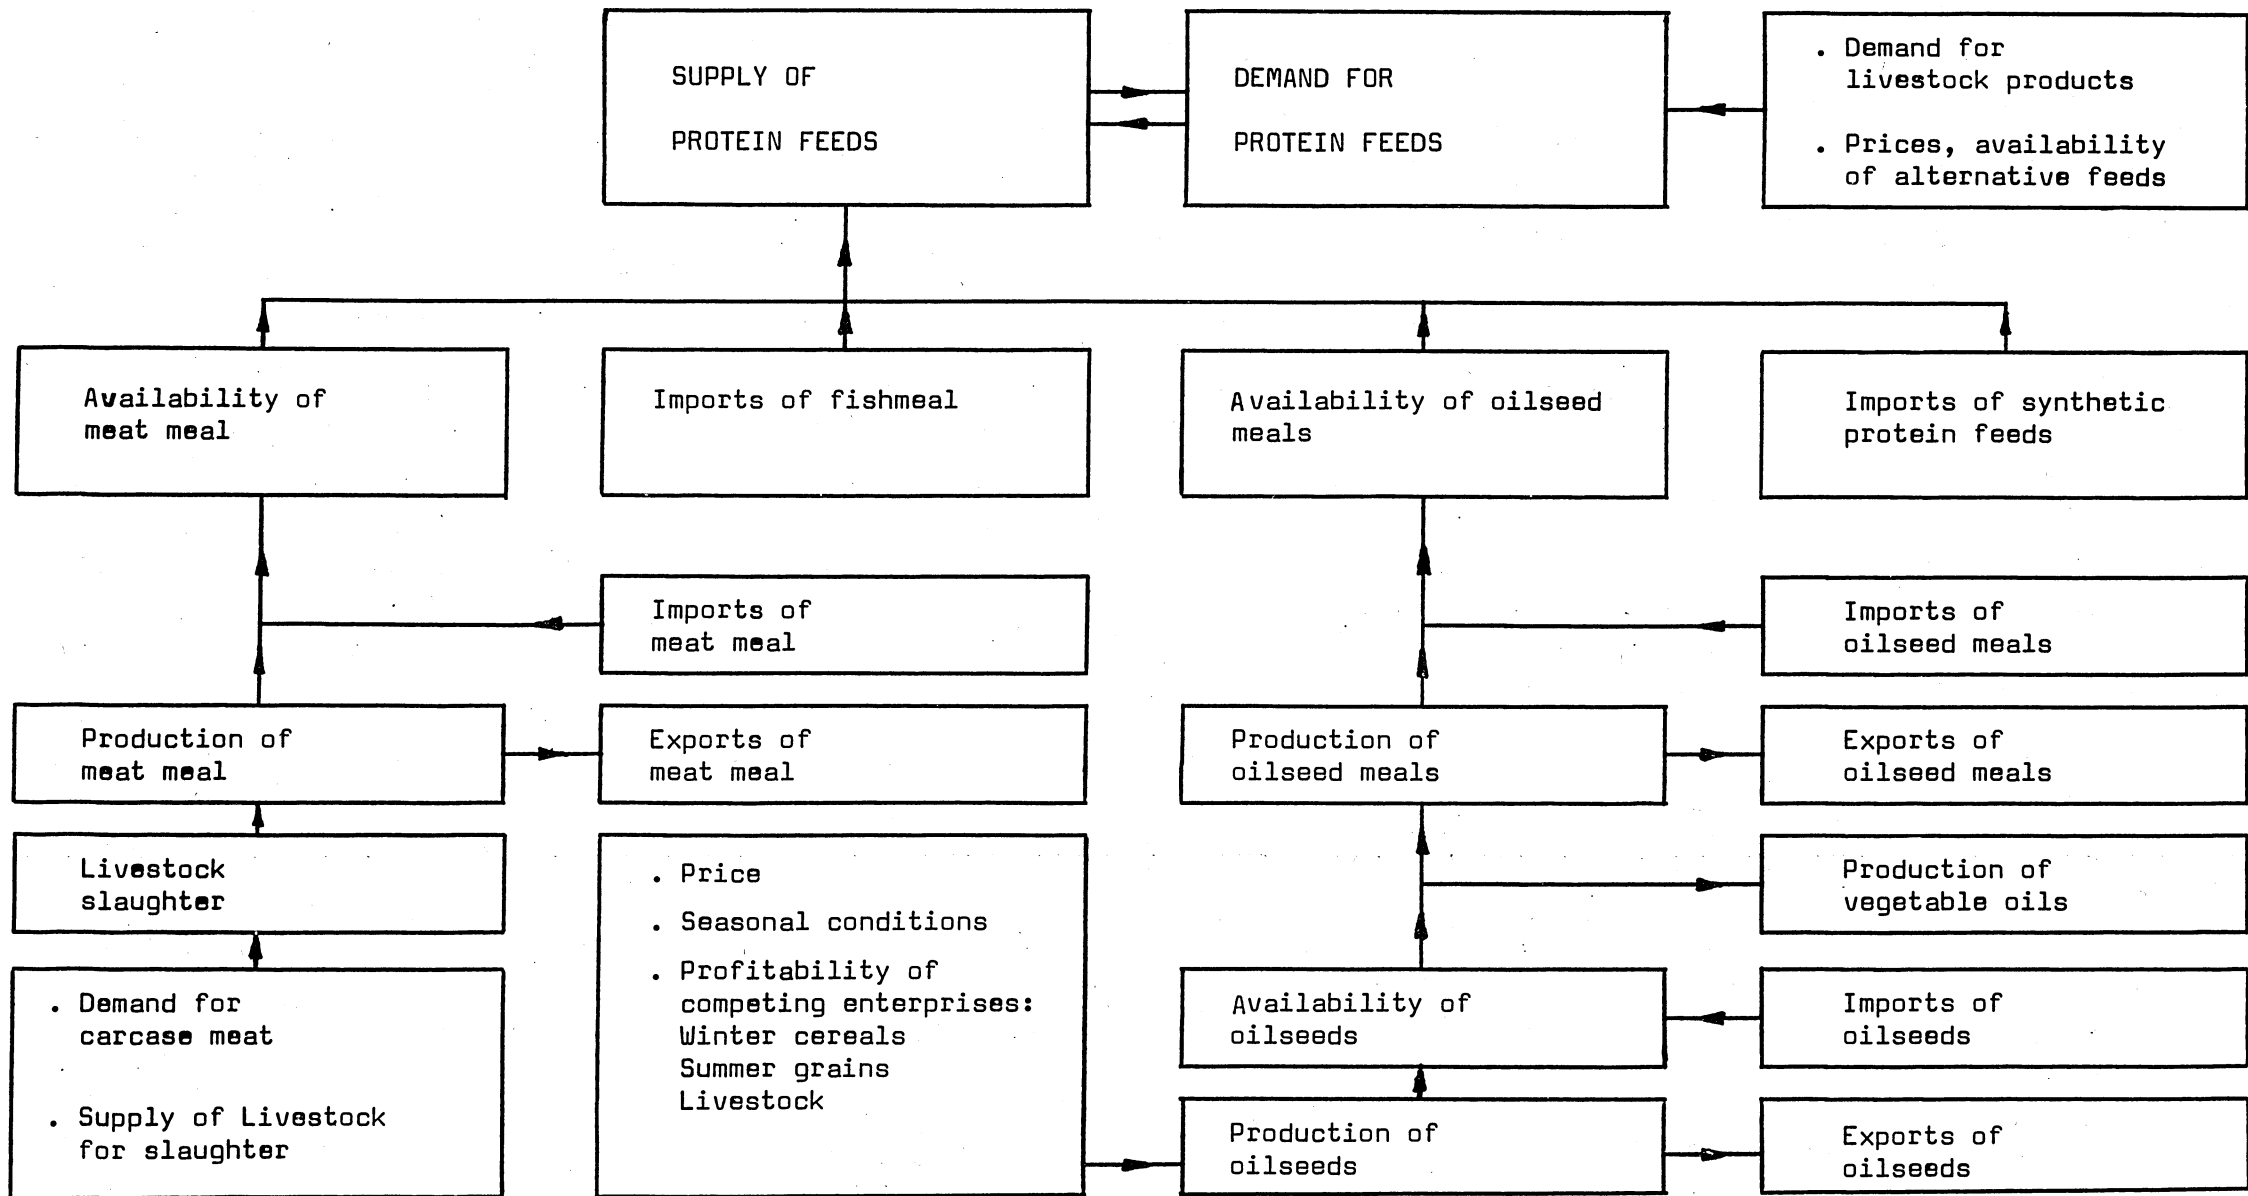 SUPPLY OF
PROTEIN FEEDS
DEMAND FOR
PROTEIN FEEDS
. Demand for
livestock products
. Prices, availability
of alternative feeds
Availability of
meat meal
Imports of fishmeal
Availability of oilseed
meals
Imports of synthetic
protein feeds
Imports of
meat meal
Imports of
oilseed meals
Production of
meat meal
Exports of
meat meal
Production of
oilseed meals
Exports of
oilseed meals
Livestock
slaughter
. Price
. Seasonal conditions
. Profitability of
competing enterprises:
Winter cereals
Summer grains
Livestock
Production of
vegetable oils
. Demand for
carcase meat
. Supply of Livestock
for slaughter
Availability of
oilseeds
Imports of
oilseeds
Production of
oilseeds
Exports of
oilseeds